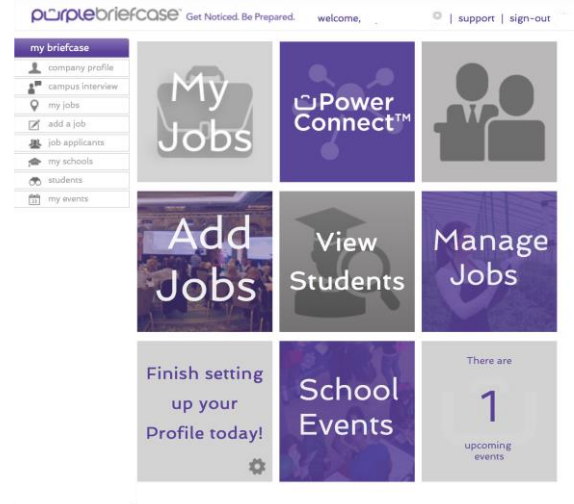 purplebriefcase® Get Noticed. Be Prepared. welcome, | support | sign-out
my briefcase
company profile
campus interview
my jobs
add a job
job applicants
my schools
students
my events
My
Jobs
Power
Connect™
Add
Jobs
View
Students
Manage
Jobs
Finish setting
up your
Profile today!
School
Events
There are
1
upcoming
events